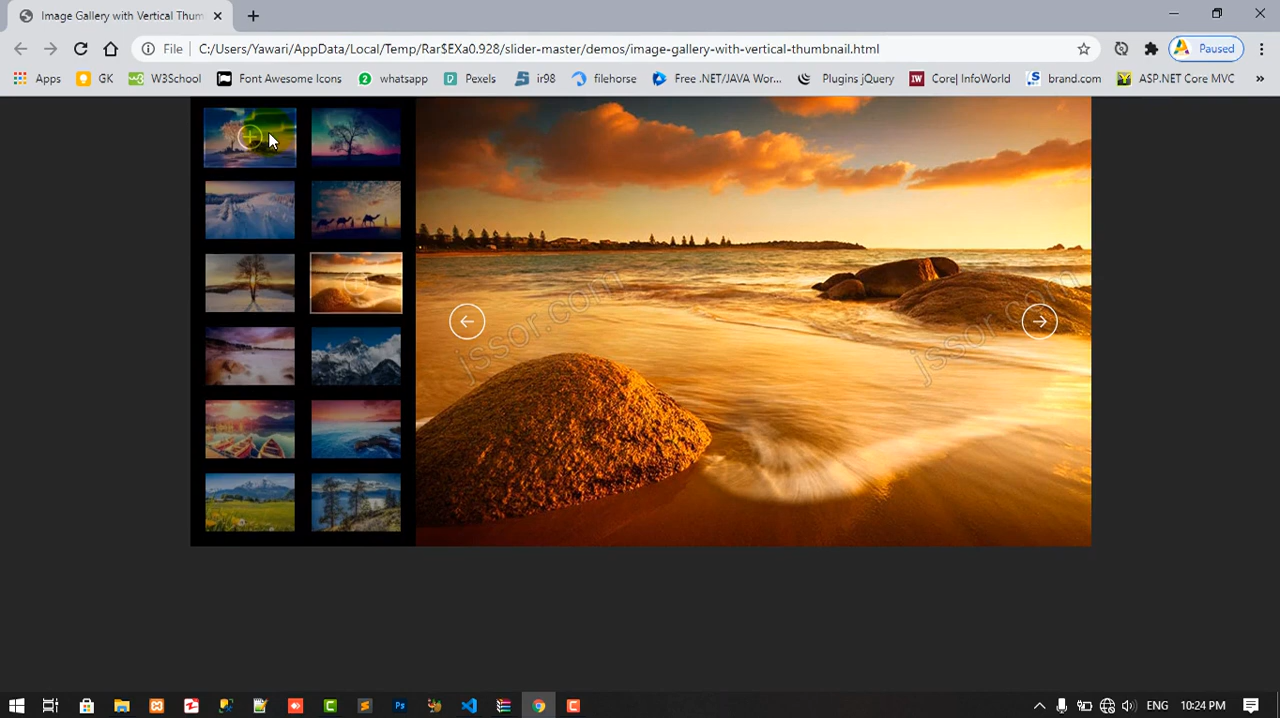 Image Gallery with Vertical Thum
Paused
File C:/Users/Yawari/AppData/Local/Temp/Rar$EXa0.928/slider-master/demos/image-gallery-with-vertical-thumbnail.html
Apps GK W3School Font Awesome Icons whatsapp Pexels ir98 filehorse Free .NET/JAVA Wor... Plugins jQuery Core| InfoWorld brand.com ASP.NET Core MVC »
jssor.com
jssor.com
ENG 10:24 PM